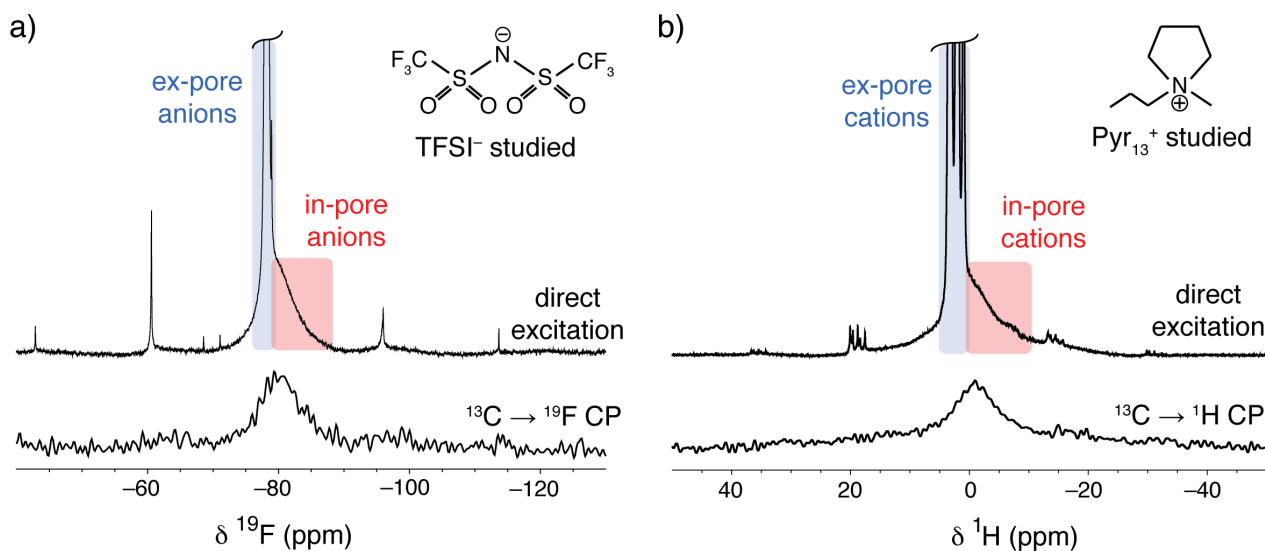 a)
ex-pore
anions
⊖
F₃C N CF₃
S S
O O O O
TFSI⁻ studied
in-pore
anions
direct
excitation
¹³C → ¹⁹F CP
−60 −80 −100 −120
δ ¹⁹F (ppm)
b)
ex-pore
cations
N
⊕
Pyr₁₃⁺ studied
in-pore
cations
direct
excitation
¹³C → ¹H CP
40 20 0 −20 −40
δ ¹H (ppm)